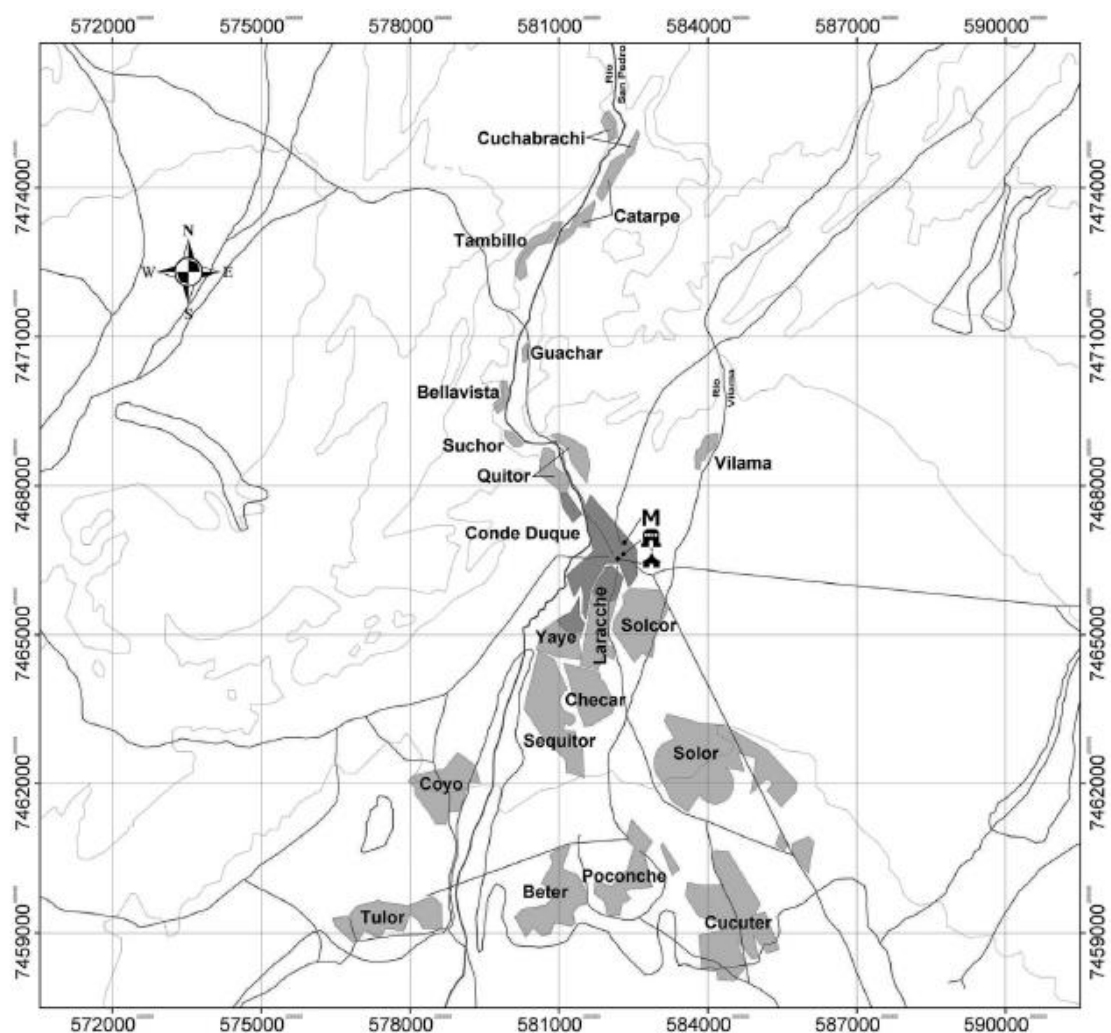 572000
575000
578000
581000
584000
587000
590000
Río
San Pedro
Cuchabrachi
7474000
7474000
Catarpe
Tambillo
N
W
E
S
7471000
7471000
Guachar
Bellavista
Río
Vilama
Suchor
Quitor
Vilama
7468000
7468000
M
Conde Duque
Laracche
Solcor
Yaye
7465000
7465000
Checar
Sequitor
Solor
Coyo
7462000
7462000
Poconche
Beter
Tulor
Cucuter
7459000
7459000
572000
575000
578000
581000
584000
587000
590000